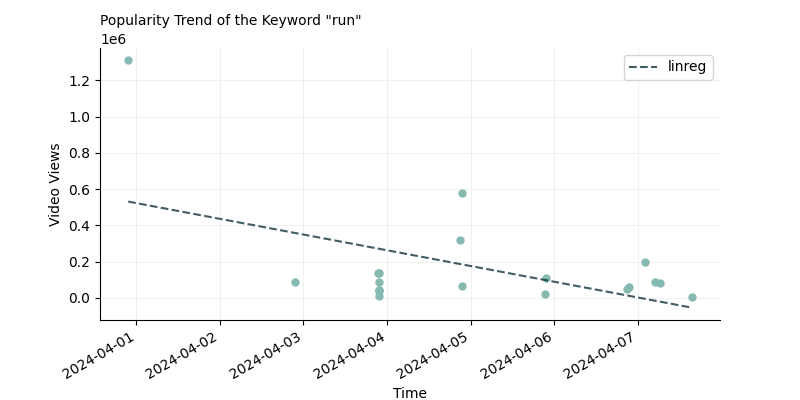 Popularity Trend of the Keyword "run"
1e6
linreg
1.2
1.0
0.8
0.6
0.4
0.2
0.0
Video Views
2024-04-01
2024-04-02
2024-04-03
2024-04-04
2024-04-05
2024-04-06
2024-04-07
Time